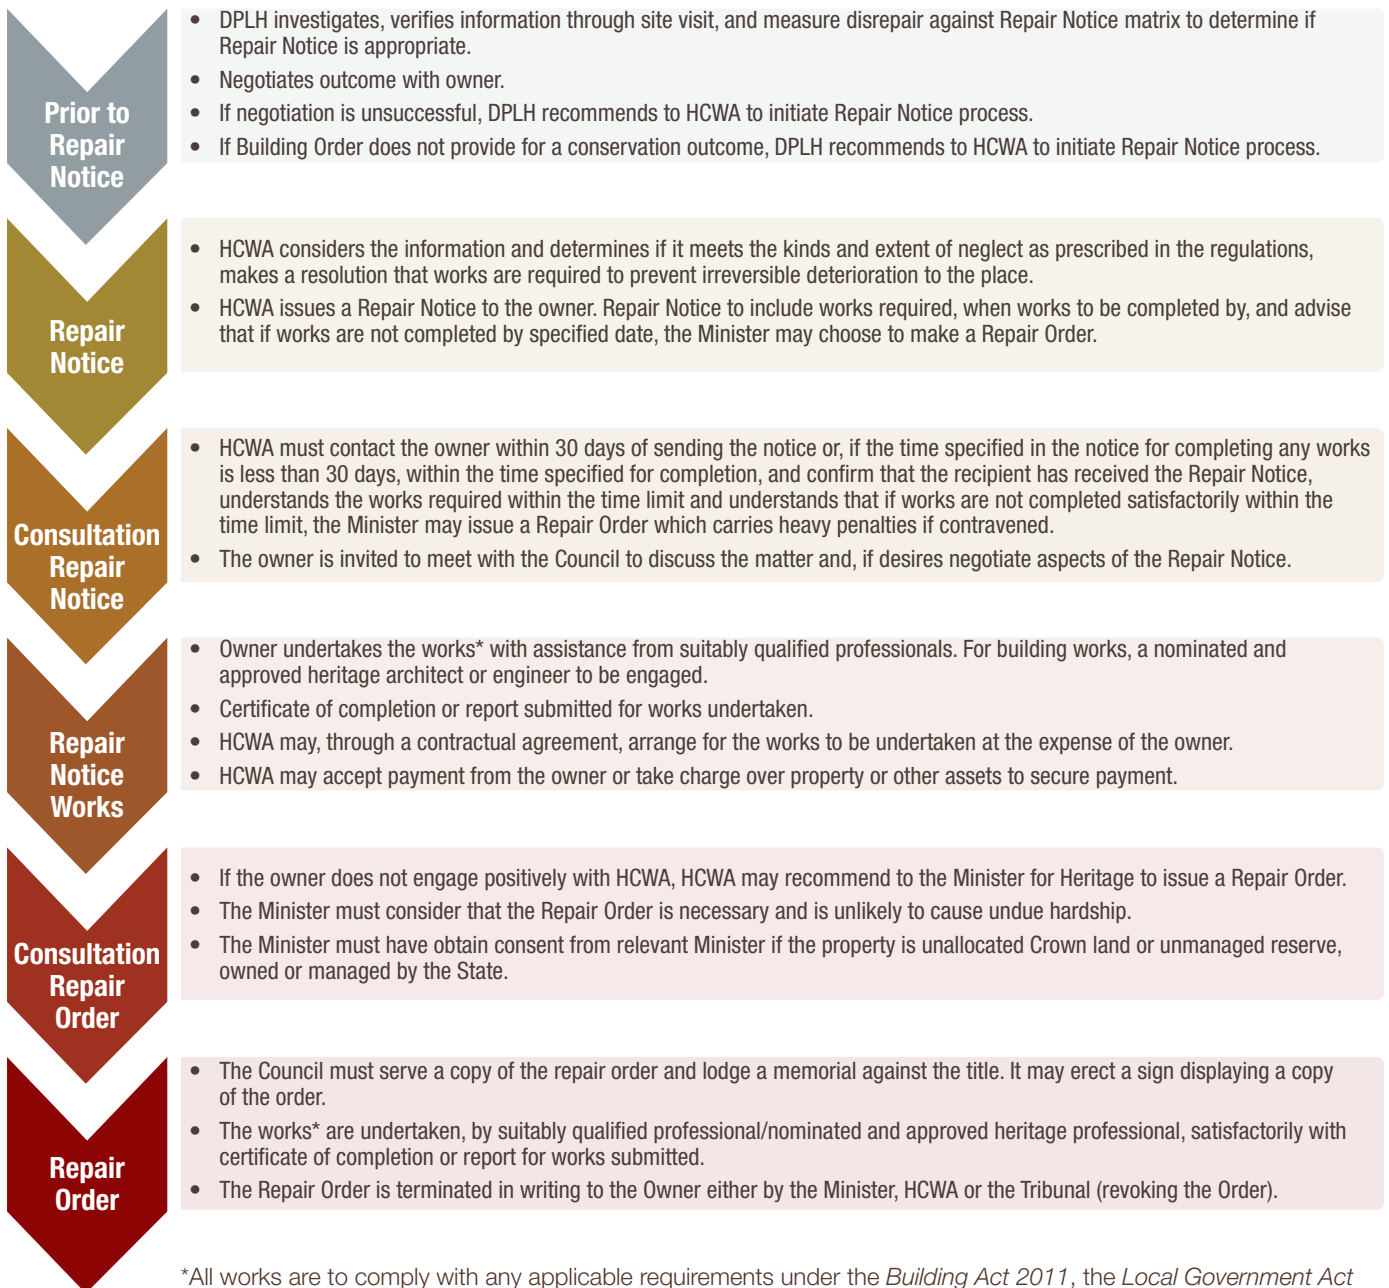 Prior to
Repair
Notice
• DPLH investigates, verifies information through site visit, and measure disrepair against Repair Notice matrix to determine if
Repair Notice is appropriate.
• Negotiates outcome with owner.
• If negotiation is unsuccessful, DPLH recommends to HCWA to initiate Repair Notice process.
• If Building Order does not provide for a conservation outcome, DPLH recommends to HCWA to initiate Repair Notice process.
Repair
Notice
• HCWA considers the information and determines if it meets the kinds and extent of neglect as prescribed in the regulations,
makes a resolution that works are required to prevent irreversible deterioration to the place.
• HCWA issues a Repair Notice to the owner. Repair Notice to include works required, when works to be completed by, and advise
that if works are not completed by specified date, the Minister may choose to make a Repair Order.
Consultation
Repair
Notice
• HCWA must contact the owner within 30 days of sending the notice or, if the time specified in the notice for completing any works
is less than 30 days, within the time specified for completion, and confirm that the recipient has received the Repair Notice,
understands the works required within the time limit and understands that if works are not completed satisfactorily within the
time limit, the Minister may issue a Repair Order which carries heavy penalties if contravened.
• The owner is invited to meet with the Council to discuss the matter and, if desires negotiate aspects of the Repair Notice.
Repair
Notice
Works
• Owner undertakes the works* with assistance from suitably qualified professionals. For building works, a nominated and
approved heritage architect or engineer to be engaged.
• Certificate of completion or report submitted for works undertaken.
• HCWA may, through a contractual agreement, arrange for the works to be undertaken at the expense of the owner.
• HCWA may accept payment from the owner or take charge over property or other assets to secure payment.
Consultation
Repair
Order
• If the owner does not engage positively with HCWA, HCWA may recommend to the Minister for Heritage to issue a Repair Order.
• The Minister must consider that the Repair Order is necessary and is unlikely to cause undue hardship.
• The Minister must have obtain consent from relevant Minister if the property is unallocated Crown land or unmanaged reserve,
owned or managed by the State.
Repair
Order
• The Council must serve a copy of the repair order and lodge a memorial against the title. It may erect a sign displaying a copy
of the order.
• The works* are undertaken, by suitably qualified professional/nominated and approved heritage professional, satisfactorily with
certificate of completion or report for works submitted.
• The Repair Order is terminated in writing to the Owner either by the Minister, HCWA or the Tribunal (revoking the Order).
*All works are to comply with any applicable requirements under the Building Act 2011, the Local Government Act